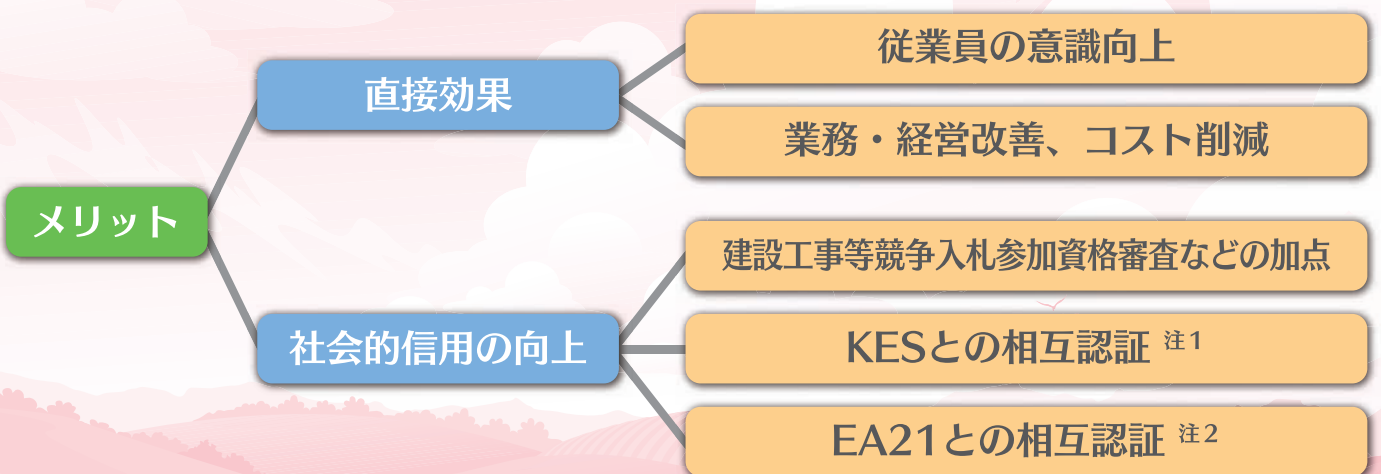 メリット
直接効果
従業員の意識向上
業務・経営改善、コスト削減
社会的信用の向上
建設工事等競争入札参加資格審査などの加点
KESとの相互認証 注1
EA21との相互認証 注2